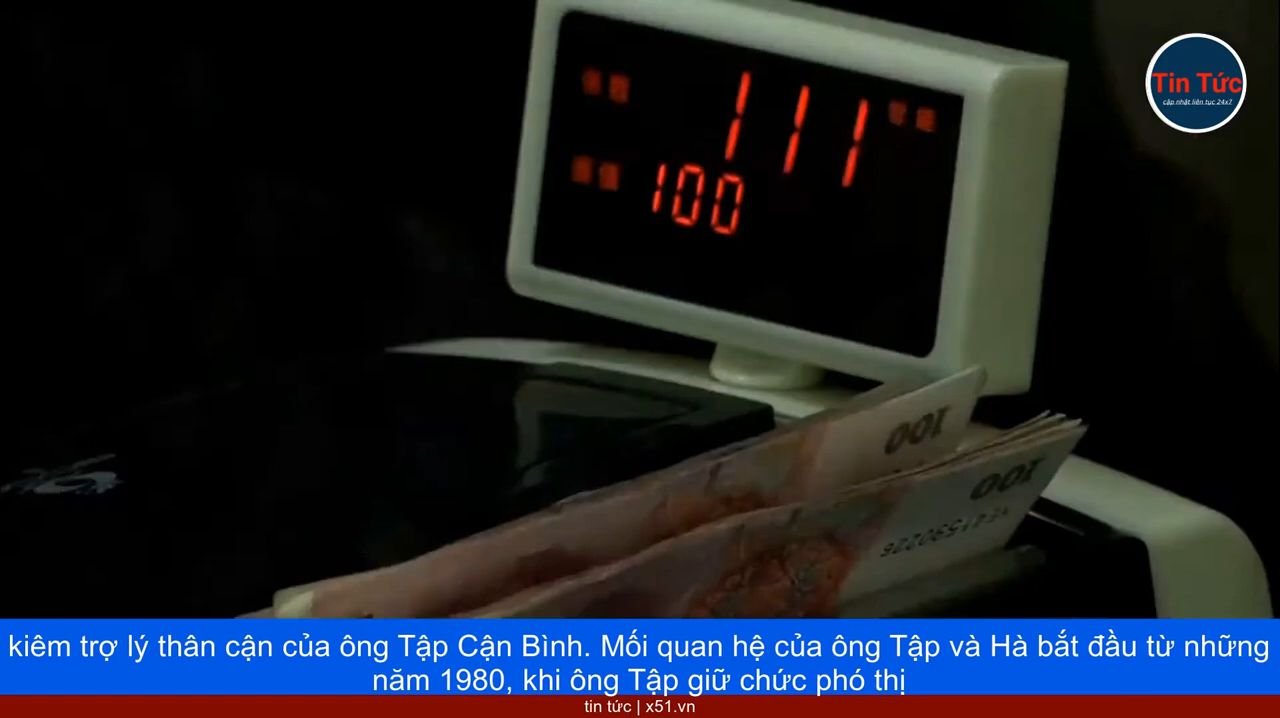 Tin Tức
cập nhật liên tục 24x7
111
100
100
100
kiêm trợ lý thân cận của ông Tập Cận Bình. Mối quan hệ của ông Tập và Hà bắt đầu từ những
năm 1980, khi ông Tập giữ chức phó thị
tin tức | x51.vn